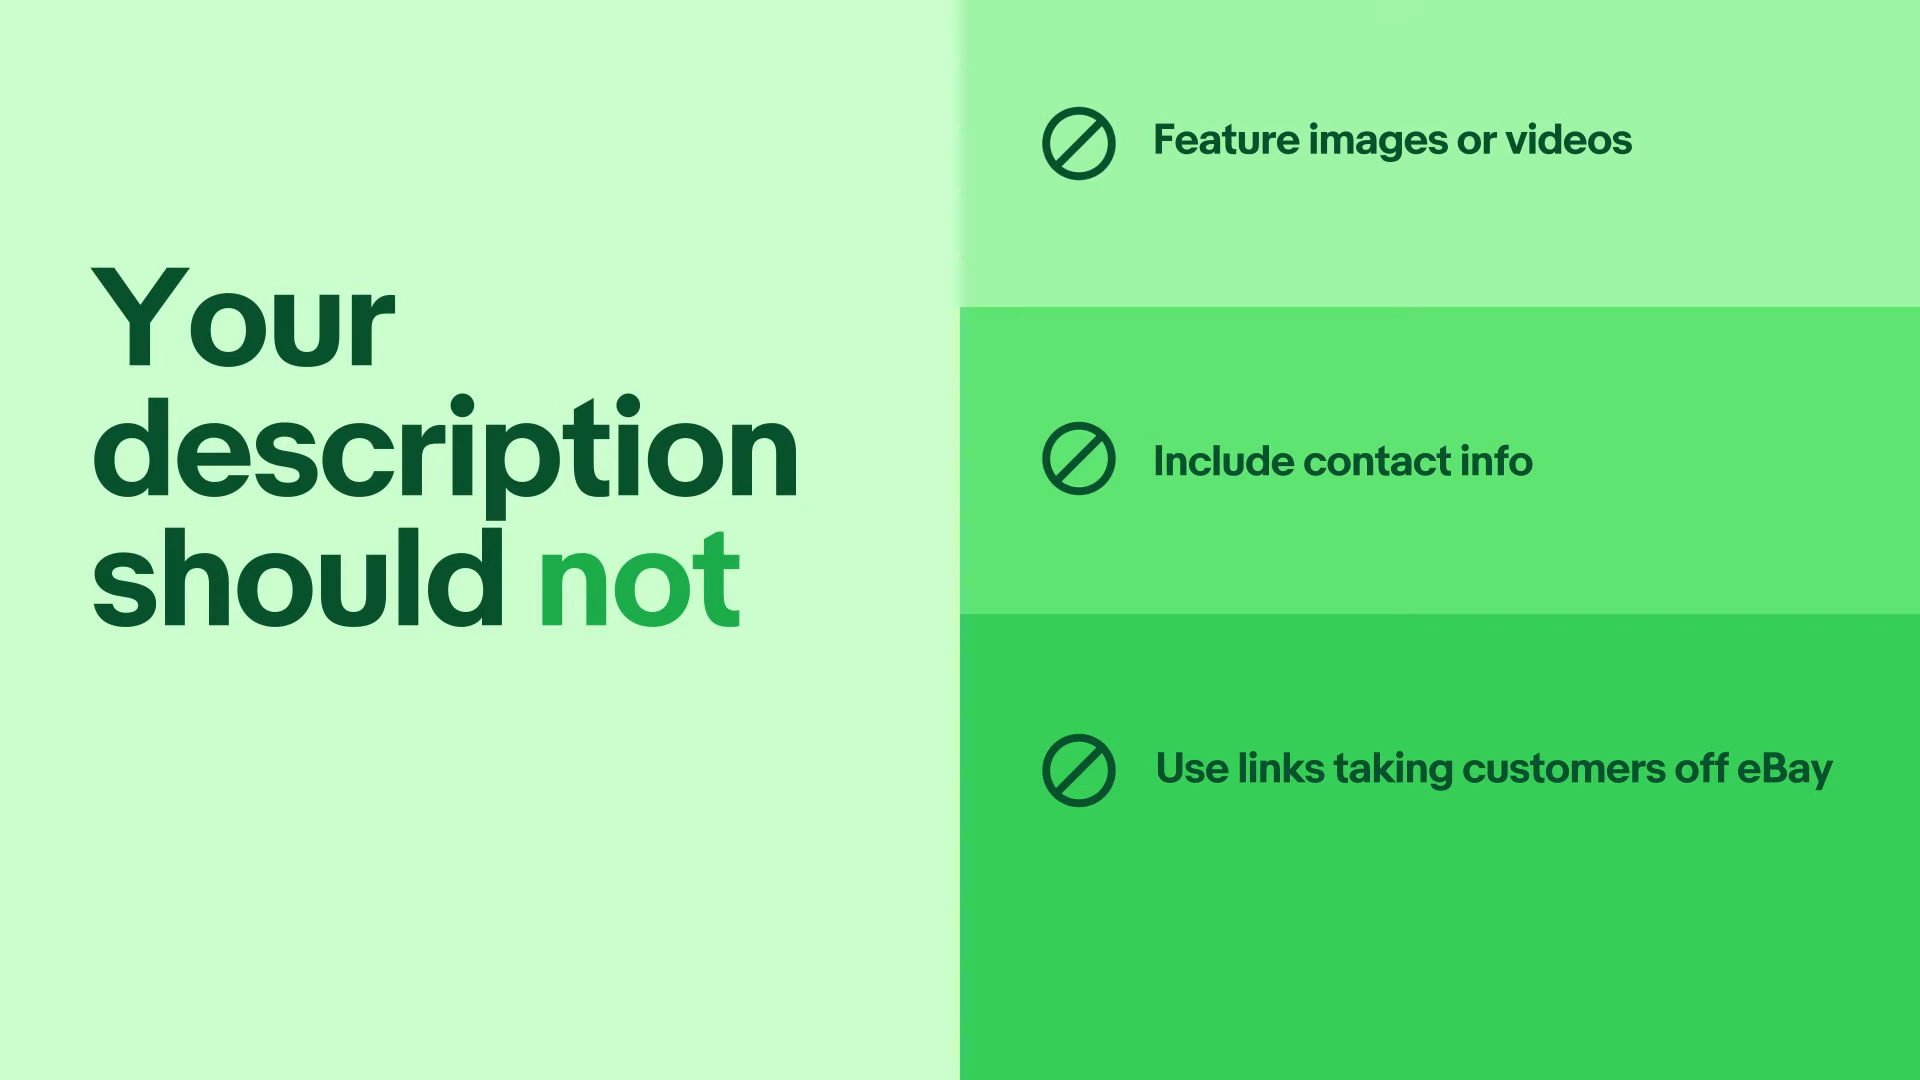 Your
description
should not
Feature images or videos
Include contact info
Use links taking customers off eBay